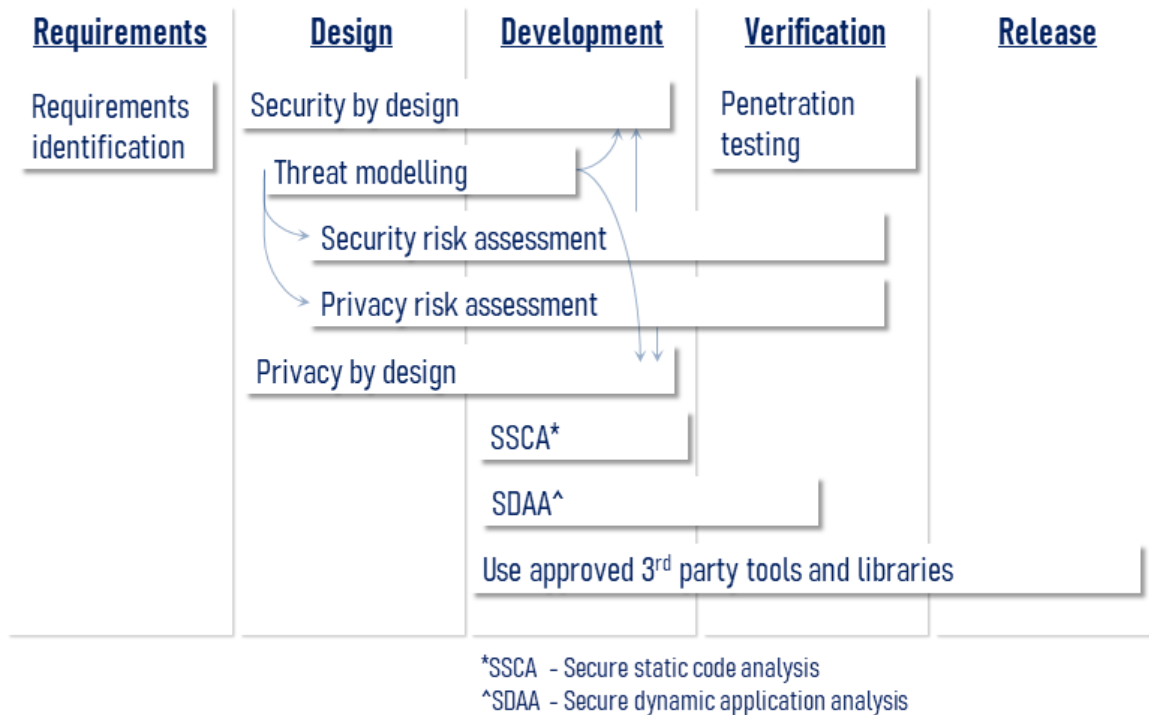 Requirements
Design
Development
Verification
Release
Requirements
identification
Security by design
Penetration
testing
Threat modelling
Security risk assessment
Privacy risk assessment
Privacy by design
SSCA*
SDAA^
Use approved 3rd party tools and libraries
*SSCA - Secure static code analysis
^SDAA - Secure dynamic application analysis